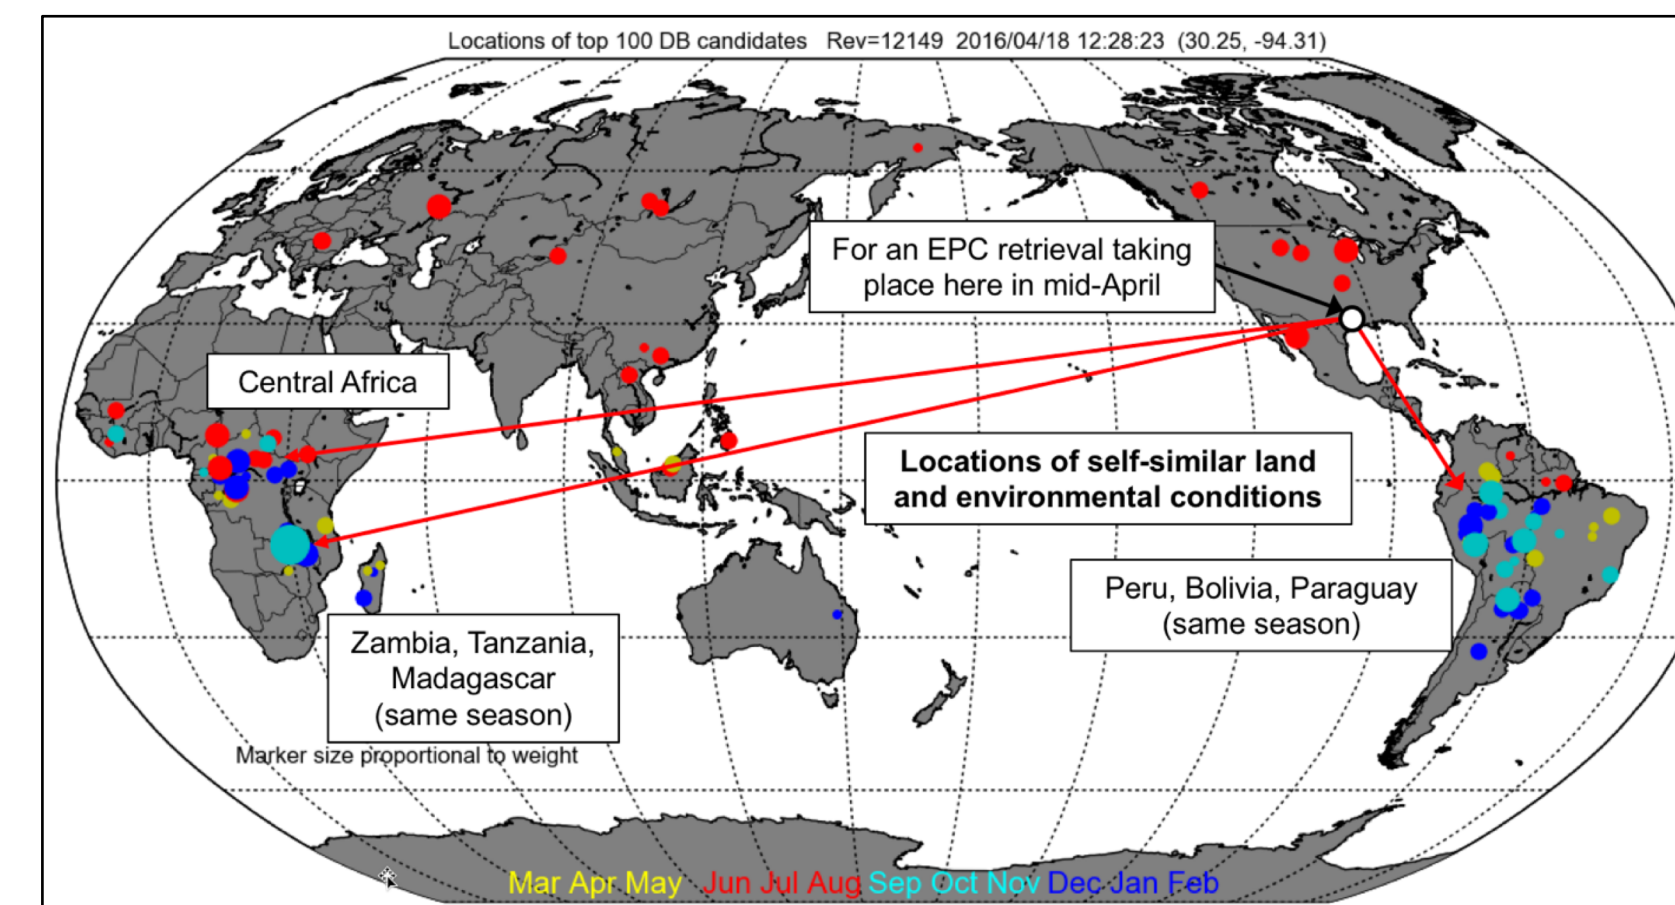 Locations of top 100 DB candidates Rev=12149 2016/04/18 12:28:23 (30.25, -94.31)
For an EPC retrieval taking
place here in mid-April
Central Africa
Locations of self-similar land
and environmental conditions
Peru, Bolivia, Paraguay
(same season)
Zambia, Tanzania,
Madagascar
(same season)
Marker size proportional to weight
Mar Apr May Jun Jul Aug Sep Oct Nov Dec Jan Feb